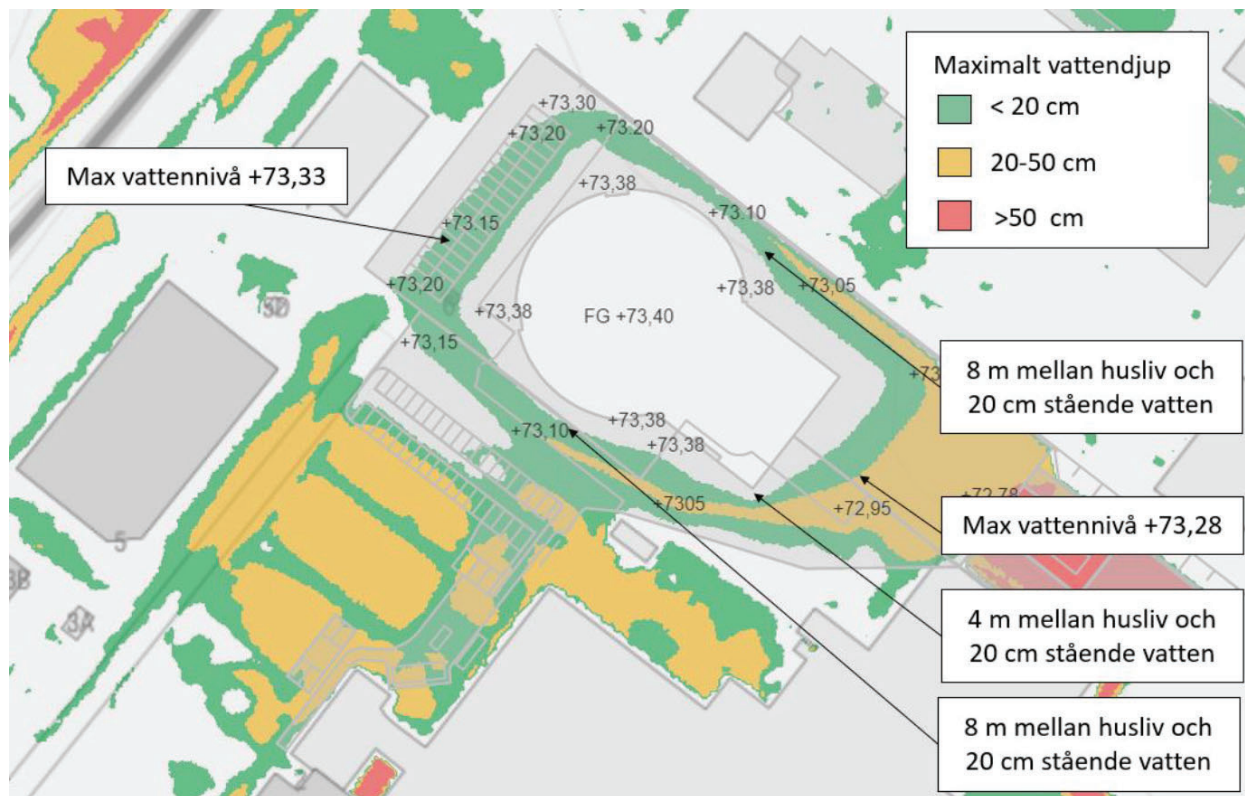 Maximalt vattendjup
< 20 cm
20-50 cm
>50 cm
+73,30
+73,20
+73.20
Max vattennivå +73,33
+73,38
+73.15
+73.10
+73,20
+73,38
+73,05
+73,38
FG +73,40
+73,15
8 m mellan husliv och
20 cm stående vatten
+73,38
+73,10
+73,38
+7305
+72,95
+72,78
Max vattennivå +73,28
5
3B
3A
4 m mellan husliv och
20 cm stående vatten
8 m mellan husliv och
20 cm stående vatten